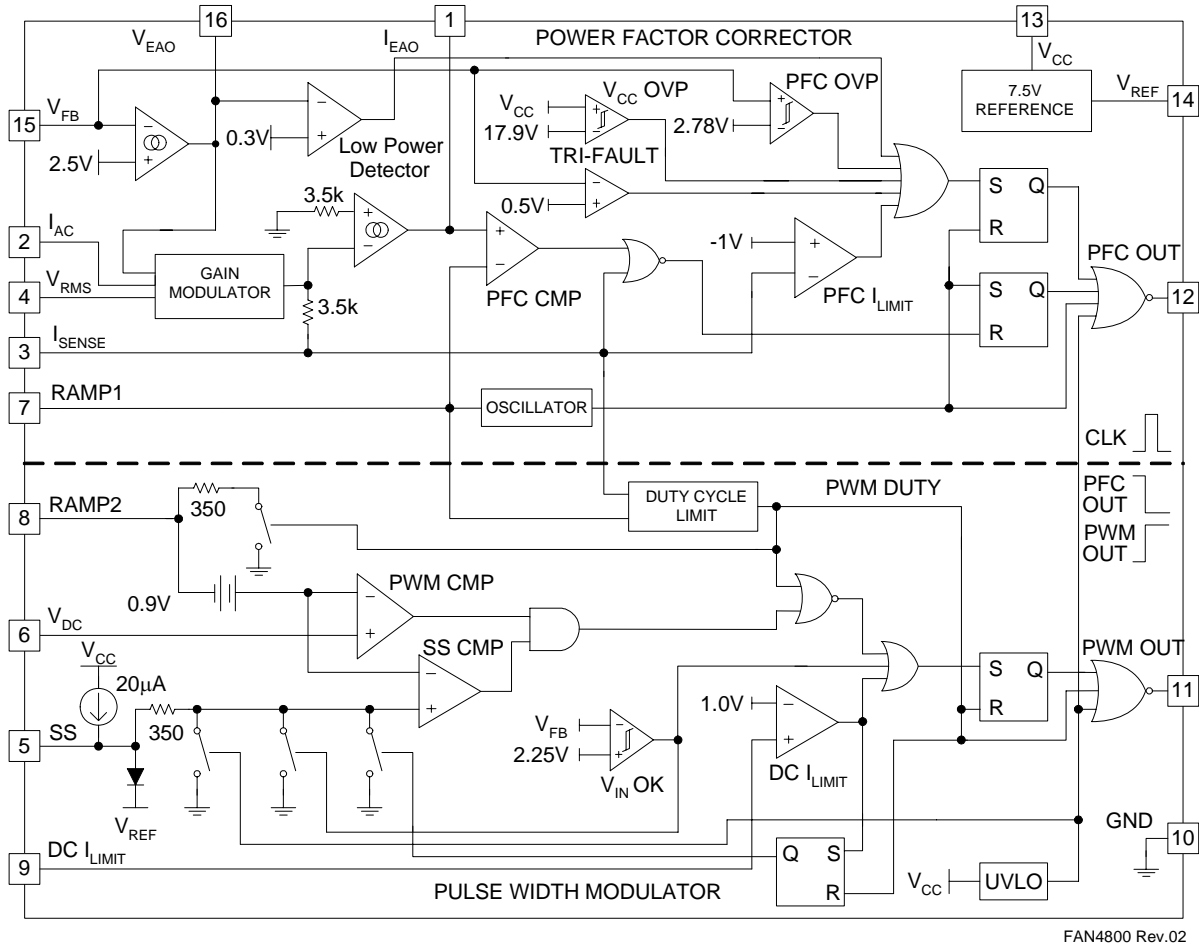 16
1
13
V_EAO
I_EAO
POWER FACTOR CORRECTOR
V_CC
PFC OVP
V_CC OVP
7.5V
REFERENCE
V_REF
14
V_FB
15
V_CC
17.9V
2.78V
0.3V
2.5V
Low Power
Detector
TRI-FAULT
0.5V
3.5k
S
Q
R
I_AC
2
-1V
PFC OUT
GAIN
MODULATOR
V_RMS
4
PFC CMP
PFC I_LIMIT
S
Q
R
12
3.5k
I_SENSE
3
RAMP1
7
OSCILLATOR
CLK
RAMP2
8
350
DUTY CYCLE
LIMIT
PWM DUTY
PFC
OUT
PWM
OUT
PWM CMP
0.9V
V_DC
6
SS CMP
PWM OUT
V_CC
20µA
S
Q
R
11
1.0V
SS
5
350
V_FB
2.25V
V_IN OK
DC I_LIMIT
V_REF
GND
10
DC I_LIMIT
9
Q
S
R
V_CC
UVLO
PULSE WIDTH MODULATOR
FAN4800 Rev.02